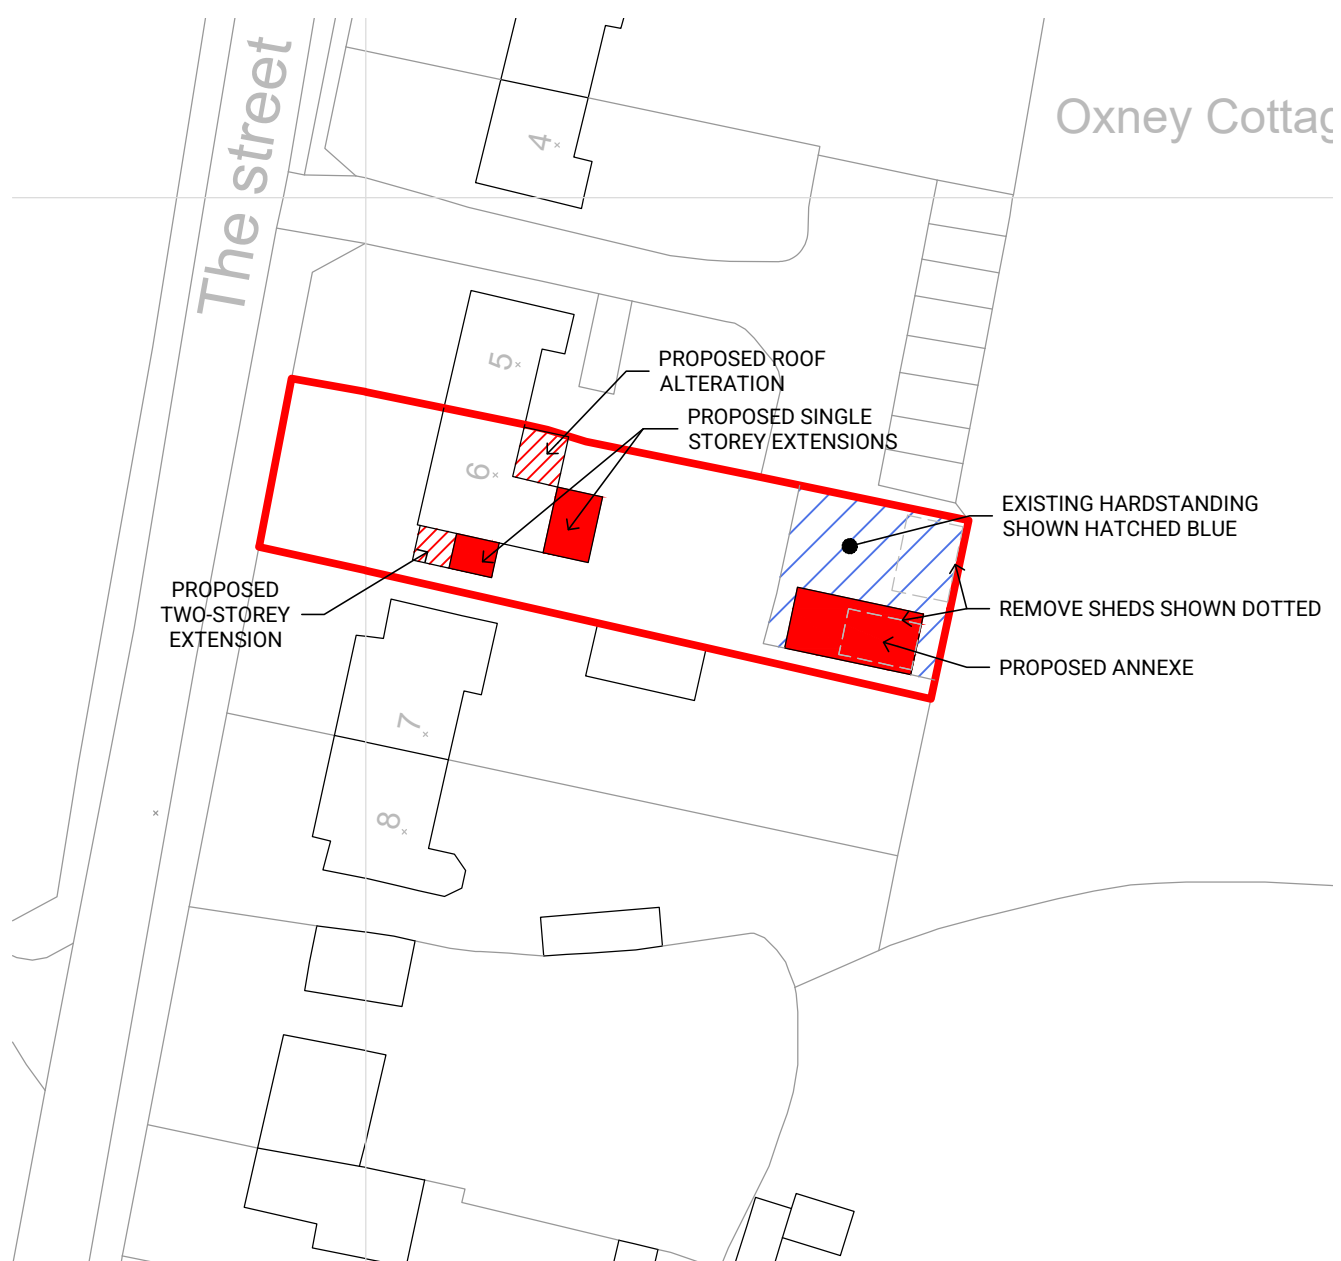 The street
Oxney Cottag
4
5
PROPOSED ROOF
ALTERATION
PROPOSED SINGLE
STOREY EXTENSIONS
6
EXISTING HARDSTANDING
SHOWN HATCHED BLUE
PROPOSED
TWO-STOREY
EXTENSION
REMOVE SHEDS SHOWN DOTTED
PROPOSED ANNEXE
7
8